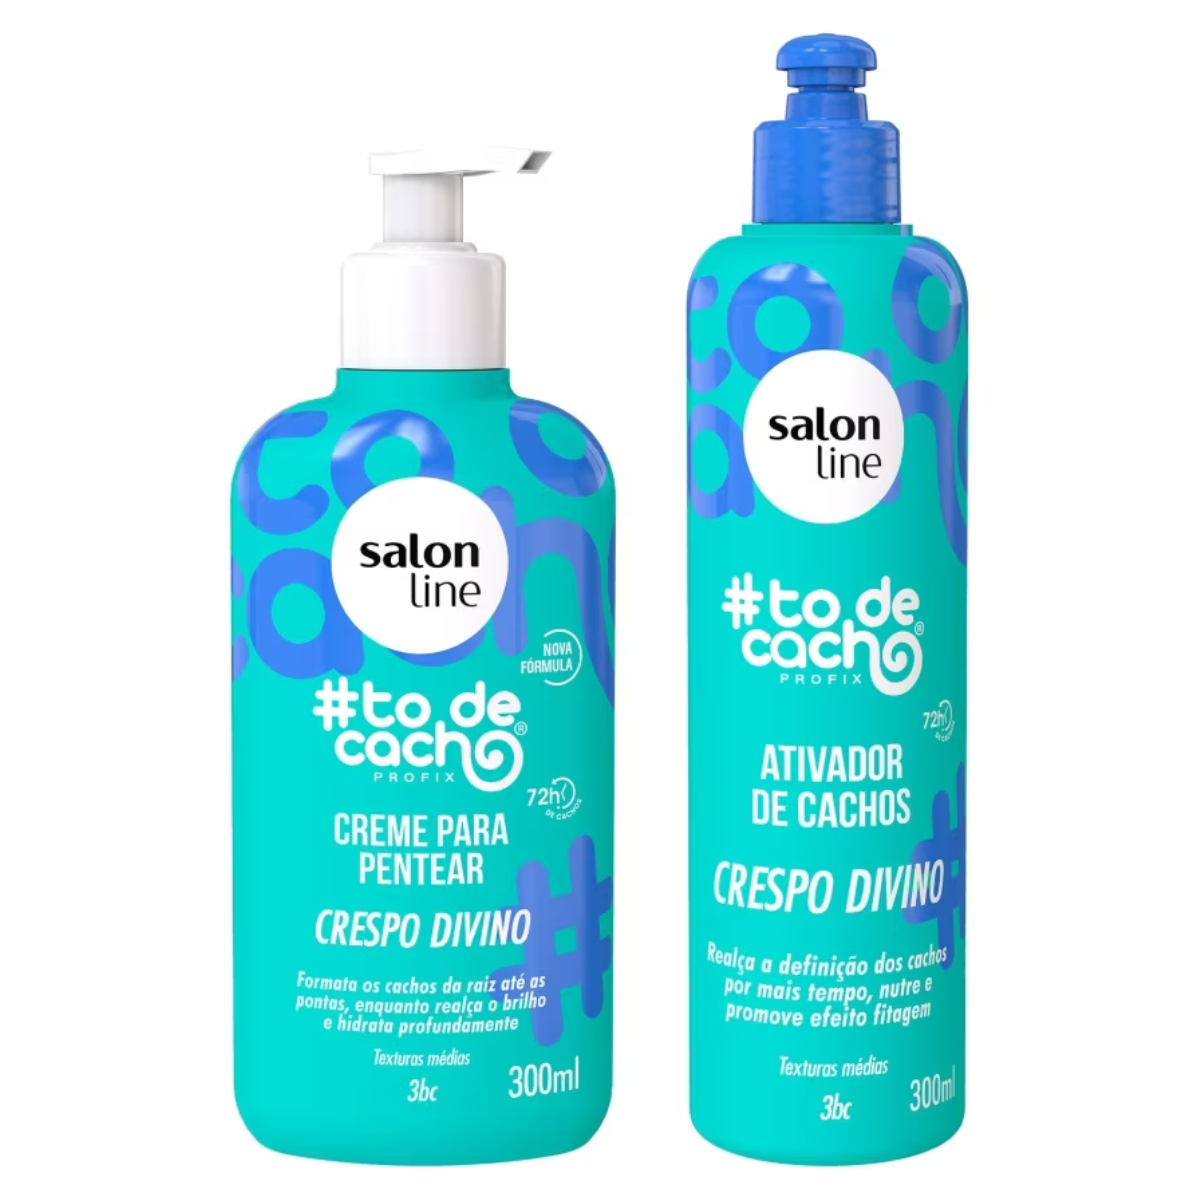 salon
line
NOVA
FÓRMULA
#to de
cacho®
PROFIX
72h
DE CACHOS
CREME PARA
PENTEAR
CRESPO DIVINO
Formata os cachos da raiz até as
pontas, enquanto realça o brilho
e hidrata profundamente
Texturas médias
3bc
300ml
salon
line
#to de
cacho®
PROFIX
72h
DE CACHOS
ATIVADOR
DE CACHOS
CRESPO DIVINO
Realça a definição dos cachos
por mais tempo, nutre e
promove efeito fitagem
Texturas médias
3bc
300ml